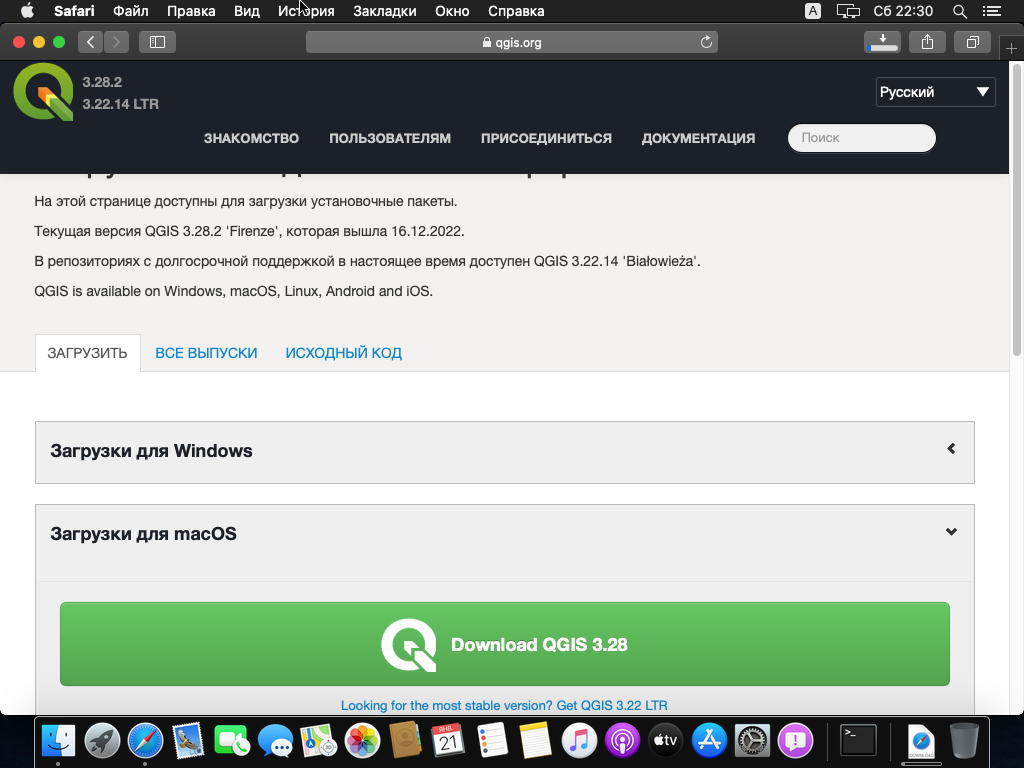 Safari Файл Правка Вид История Закладки Окно Справка A Сб 22:30
qgis.org
3.28.2
3.22.14 LTR
Русский
ЗНАКОМСТВО ПОЛЬЗОВАТЕЛЯМ ПРИСОЕДИНИТЬСЯ ДОКУМЕНТАЦИЯ Поиск
На этой странице доступны для загрузки установочные пакеты.
Текущая версия QGIS 3.28.2 'Firenze', которая вышла 16.12.2022.
В репозиториях с долгосрочной поддержкой в настоящее время доступен QGIS 3.22.14 'Białowieża'.
QGIS is available on Windows, macOS, Linux, Android and iOS.
ЗАГРУЗИТЬ ВСЕ ВЫПУСКИ ИСХОДНЫЙ КОД
Загрузки для Windows
Загрузки для macOS
Download QGIS 3.28
Looking for the most stable version? Get QGIS 3.22 LTR
ЯНВ.
21
tv
DOWNLOAD